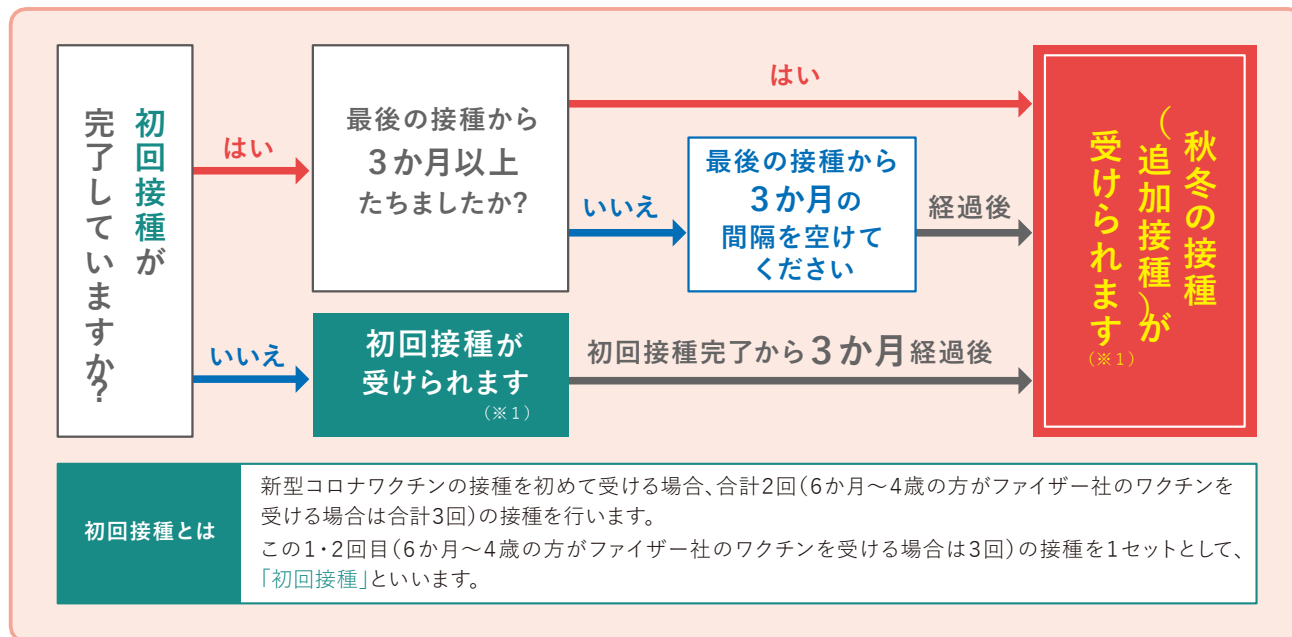 初回接種が
完了していますか?
はい
いいえ
最後の接種から
3か月以上
たちましたか?
はい
いいえ
最後の接種から
3か月の
間隔を空けて
ください
経過後
初回接種が
受けられます
(※1)
初回接種完了から3か月経過後
秋冬の接種
(追加接種)が
受けられます
(※1)
初回接種とは
新型コロナワクチンの接種を初めて受ける場合、合計2回(6か月～4歳の方がファイザー社のワクチンを
受ける場合は合計3回)の接種を行います。
この1・2回目(6か月～4歳の方がファイザー社のワクチンを受ける場合は3回)の接種を1セットとして、
「初回接種」といいます。